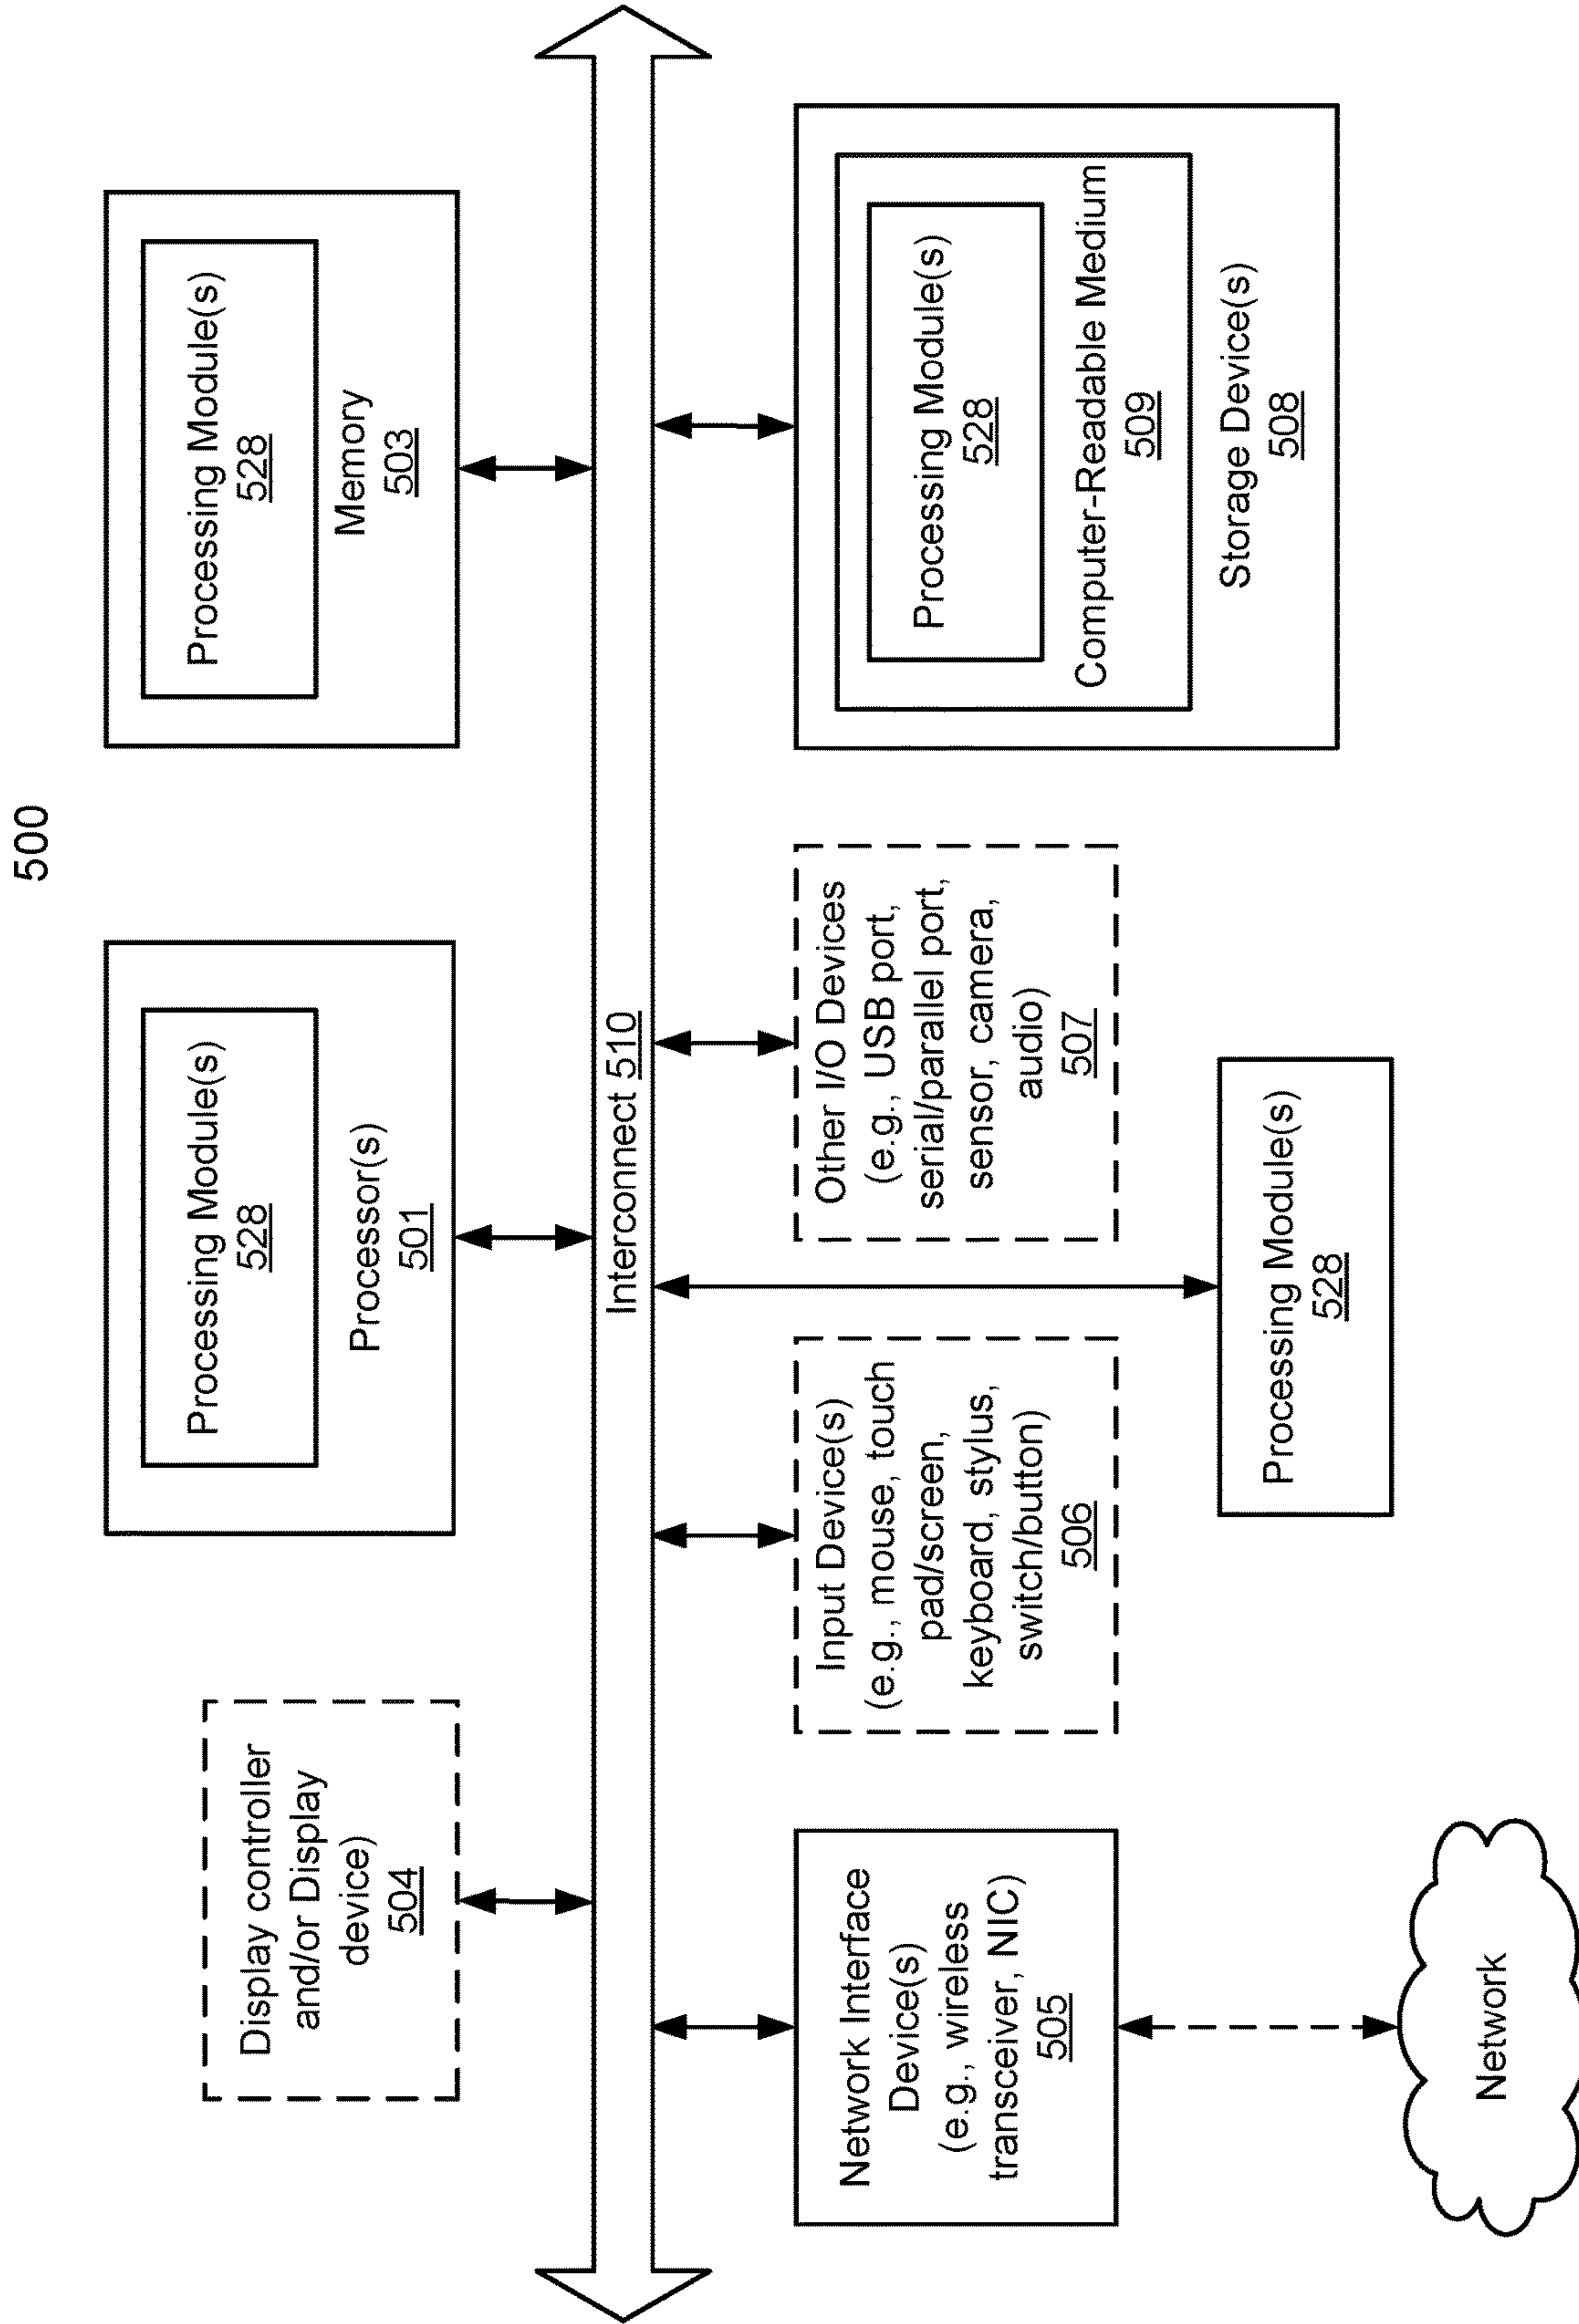 500
Display controller
and/or Display
device)
504
Processing Module(s)
528
Processor(s)
501
Processing Module(s)
528
Memory
503
Interconnect 510
Network Interface
Device(s)
(e.g., wireless
transceiver, NIC)
505
Input Device(s)
(e.g., mouse, touch
pad/screen,
keyboard, stylus,
switch/button)
506
Other I/O Devices
(e.g., USB port,
serial/parallel port,
sensor, camera,
audio)
507
Processing Module(s)
528
Computer-Readable Medium
509
Storage Device(s)
508
Processing Module(s)
528
Network